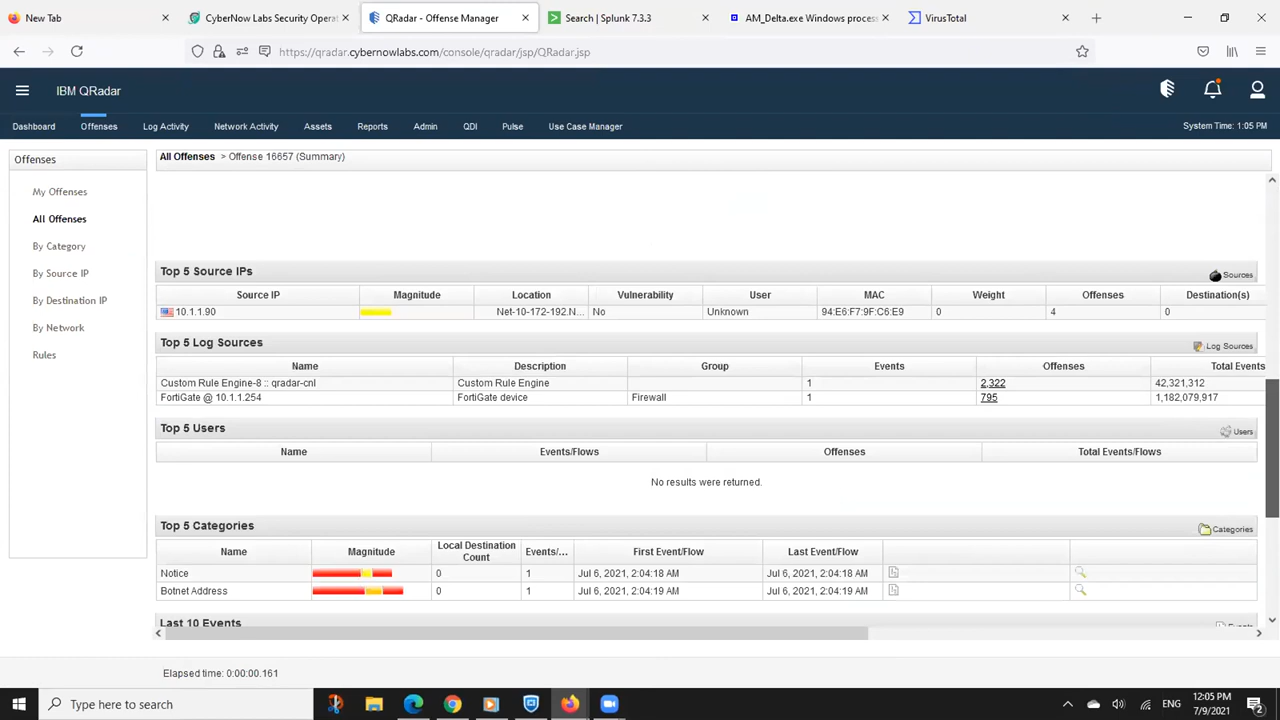 New Tab
CyberNow Labs Security Operat
QRadar - Offense Manager
Search | Splunk 7.3.3
AM_Delta.exe Windows process
VirusTotal
https://qradar.cybernowlabs.com/console/qradar/jsp/QRadar.jsp
IBM QRadar
Dashboard Offenses Log Activity Network Activity Assets Reports Admin QDI Pulse Use Case Manager System Time: 1:05 PM
Offenses
My Offenses
All Offenses
By Category
By Source IP
By Destination IP
By Network
Rules
All Offenses > Offense 16657 (Summary)
Top 5 Source IPs Sources
Source IP Magnitude Location Vulnerability User MAC Weight Offenses Destination(s)
10.1.1.90 Net-10-172-192.N... No Unknown 94:E6:F7:9F:C6:E9 0 4 0
Top 5 Log Sources Log Sources
Name Description Group Events Offenses Total Events
Custom Rule Engine-8 :: qradar-cnl Custom Rule Engine 1 2,322 42,321,312
FortiGate @ 10.1.1.254 FortiGate device Firewall 1 795 1,182,079,917
Top 5 Users Users
Name Events/Flows Offenses Total Events/Flows
No results were returned.
Top 5 Categories Categories
Name Magnitude Local Destination Count Events/... First Event/Flow Last Event/Flow
Notice 0 1 Jul 6, 2021, 2:04:18 AM Jul 6, 2021, 2:04:18 AM
Botnet Address 0 1 Jul 6, 2021, 2:04:19 AM Jul 6, 2021, 2:04:19 AM
Last 10 Events Events
Elapsed time: 0:00:00.161
Type here to search
ENG
12:05 PM
7/9/2021
2